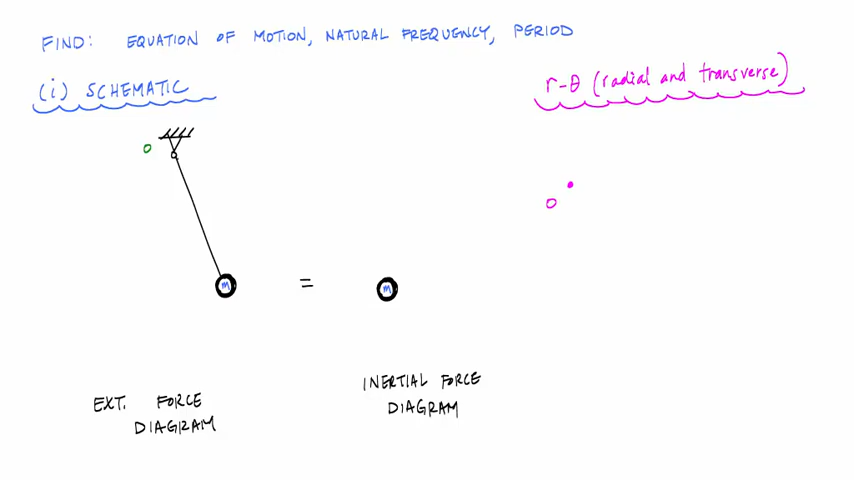 FIND: EQUATION OF MOTION, NATURAL FREQUENCY, PERIOD
(i) SCHEMATIC
r-θ (radial and transverse)
O
O
m
=
m
INERTIAL FORCE
DIAGRAM
EXT. FORCE
DIAGRAM